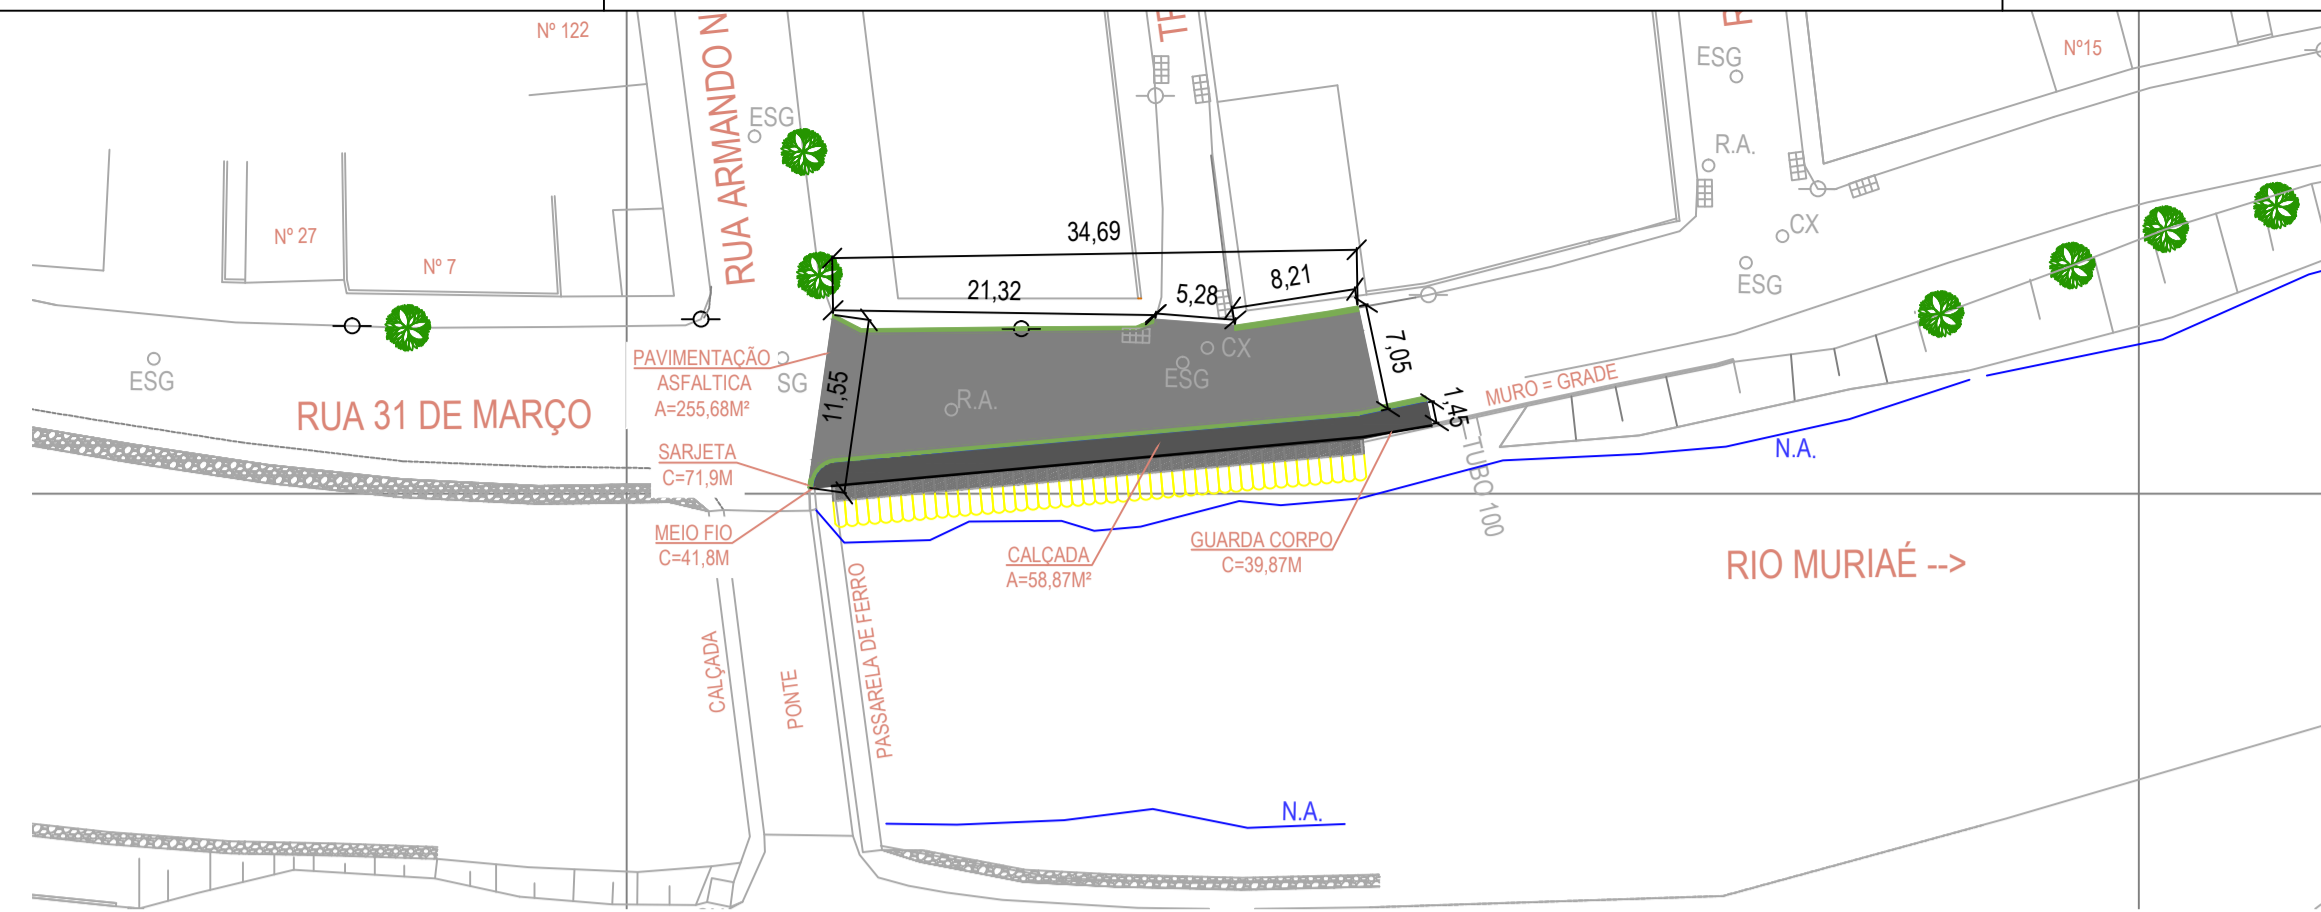 Nº 122
RUA ARMANDO N
TR
R
Nº15
ESG
ESG
R.A.
CX
ESG
Nº 27
Nº 7
34,69
21,32
5,28
8,21
7,05
1,45
11,55
CX
ESG
R.A.
ESG
SG
PAVIMENTAÇÃO
ASFALTICA
A=255,68M²
RUA 31 DE MARÇO
MURO = GRADE
SARJETA
C=71,9M
N.A.
TUBO 100
MEIO FIO
C=41,8M
CALÇADA
A=58,87M²
GUARDA CORPO
C=39,87M
RIO MURIAÉ -->
CALÇADA
PONTE
PASSARELA DE FERRO
N.A.